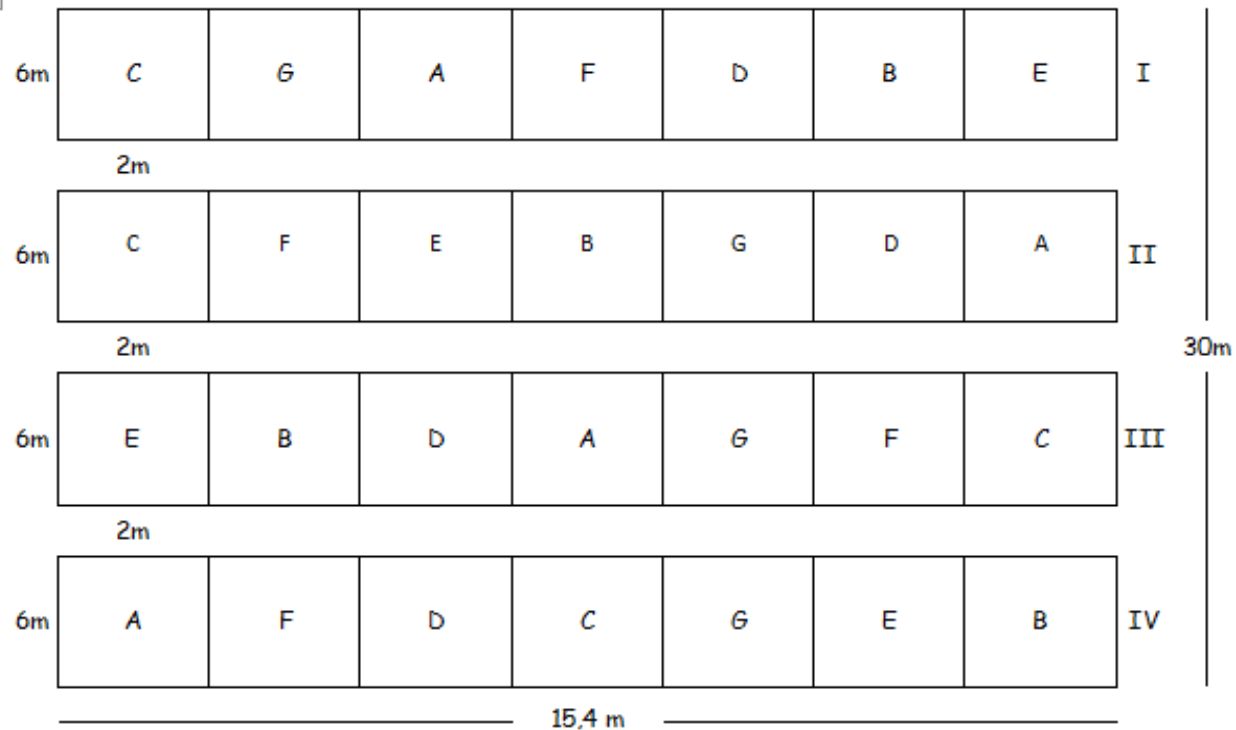 6m C G A F D B E I
2m
6m C F E B G D A II
2m
30m
6m E B D A G F C III
2m
6m A F D C G E B IV
15,4 m